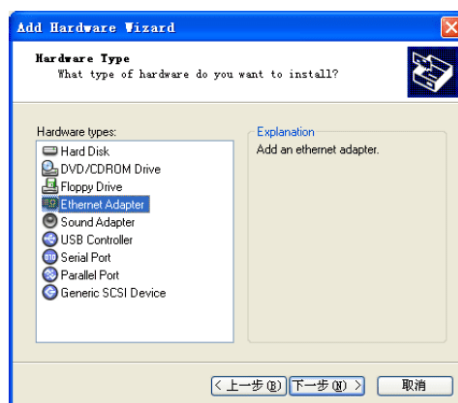 Add Hardware Wizard
Hardware Type
What type of hardware do you want to install?
Hardware types:
Hard Disk
DVD/CDROM Drive
Floppy Drive
Ethernet Adapter
Sound Adapter
USB Controller
Serial Port
Parallel Port
Generic SCSI Device
Explanation
Add an ethernet adapter.
< 上一步(B) 下一步(N) > 取消